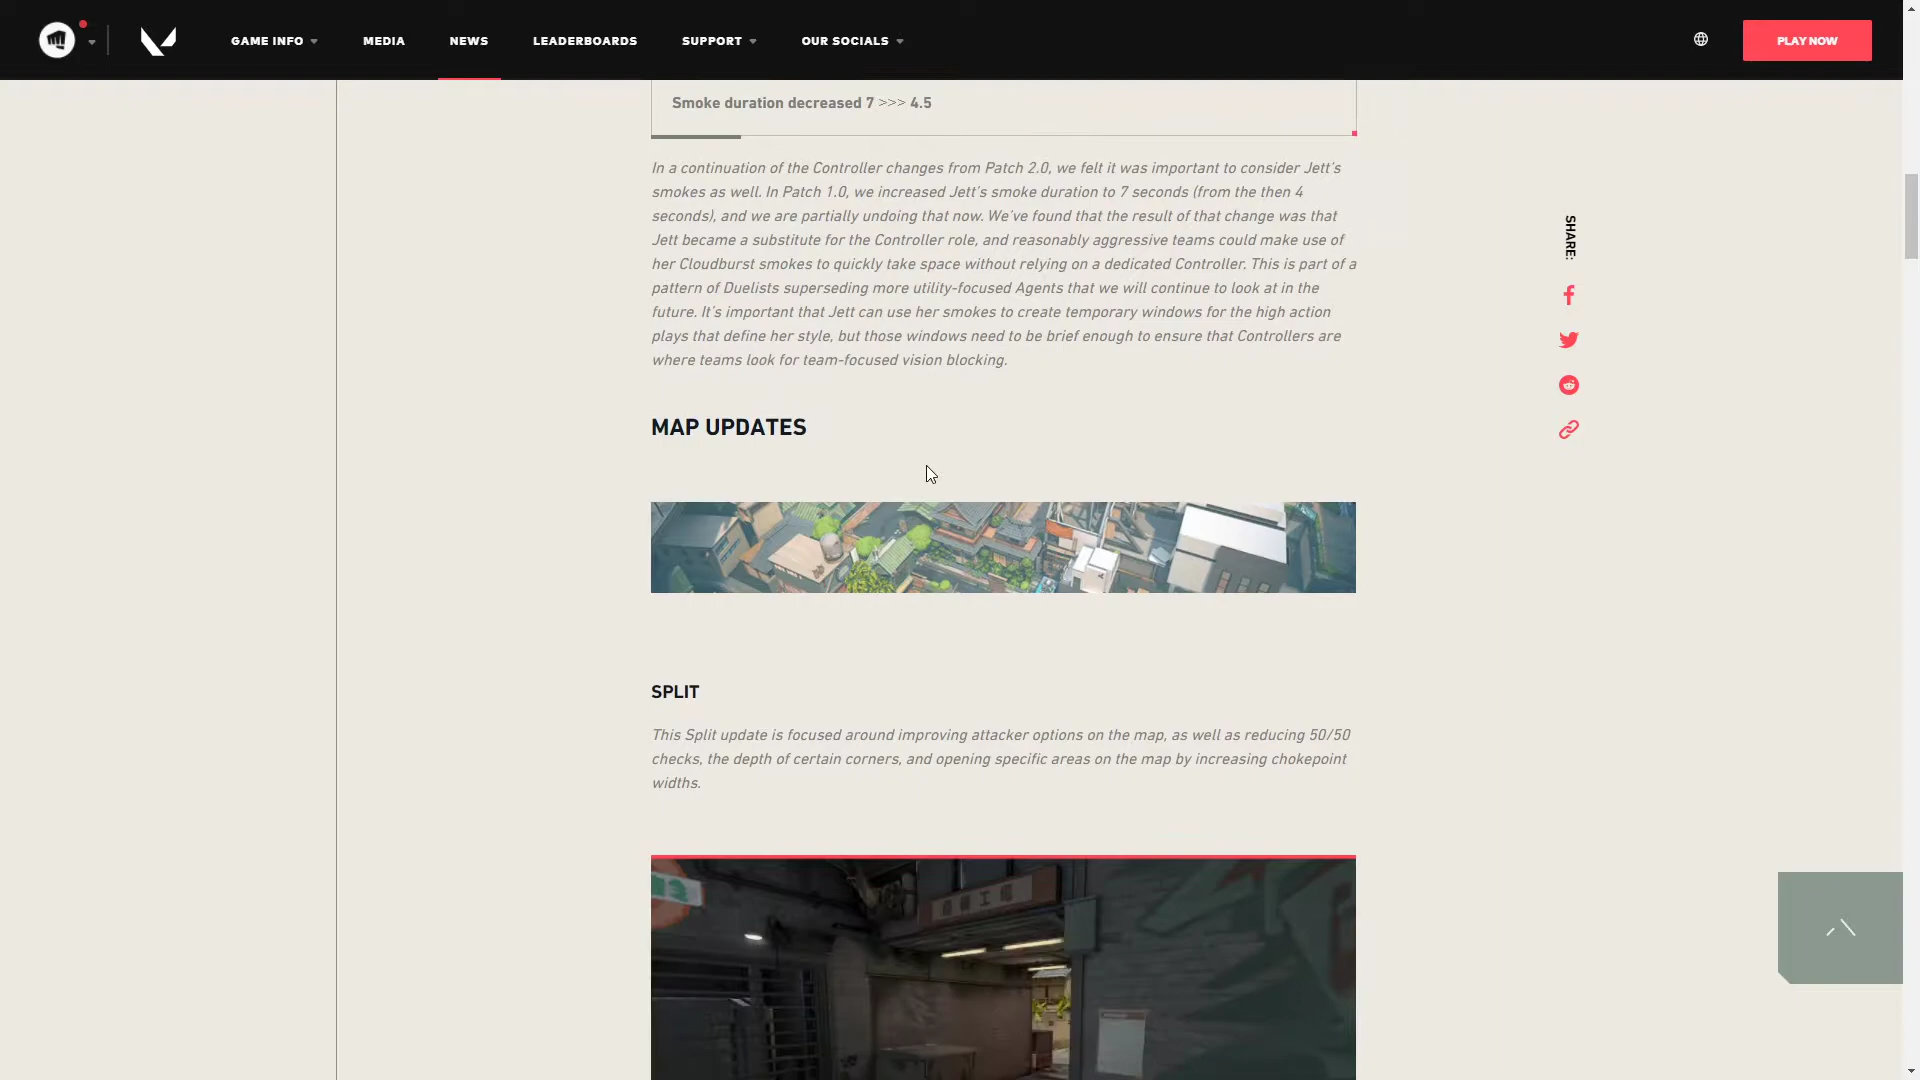 GAME INFO
MEDIA
NEWS
LEADERBOARDS
SUPPORT
OUR SOCIALS
PLAY NOW
Smoke duration decreased 7 >>> 4.5
In a continuation of the Controller changes from Patch 2.0, we felt it was important to consider Jett's
smokes as well. In Patch 1.0, we increased Jett's smoke duration to 7 seconds (from the then 4
seconds), and we are partially undoing that now. We've found that the result of that change was that
Jett became a substitute for the Controller role, and reasonably aggressive teams could make use of
her Cloudburst smokes to quickly take space without relying on a dedicated Controller. This is part of a
pattern of Duelists superseding more utility-focused Agents that we will continue to look at in the
future. It's important that Jett can use her smokes to create temporary windows for the high action
plays that define her style, but those windows need to be brief enough to ensure that Controllers are
where teams look for team-focused vision blocking.
SHARE:
MAP UPDATES
SPLIT
This Split update is focused around improving attacker options on the map, as well as reducing 50/50
checks, the depth of certain corners, and opening specific areas on the map by increasing chokepoint
widths.